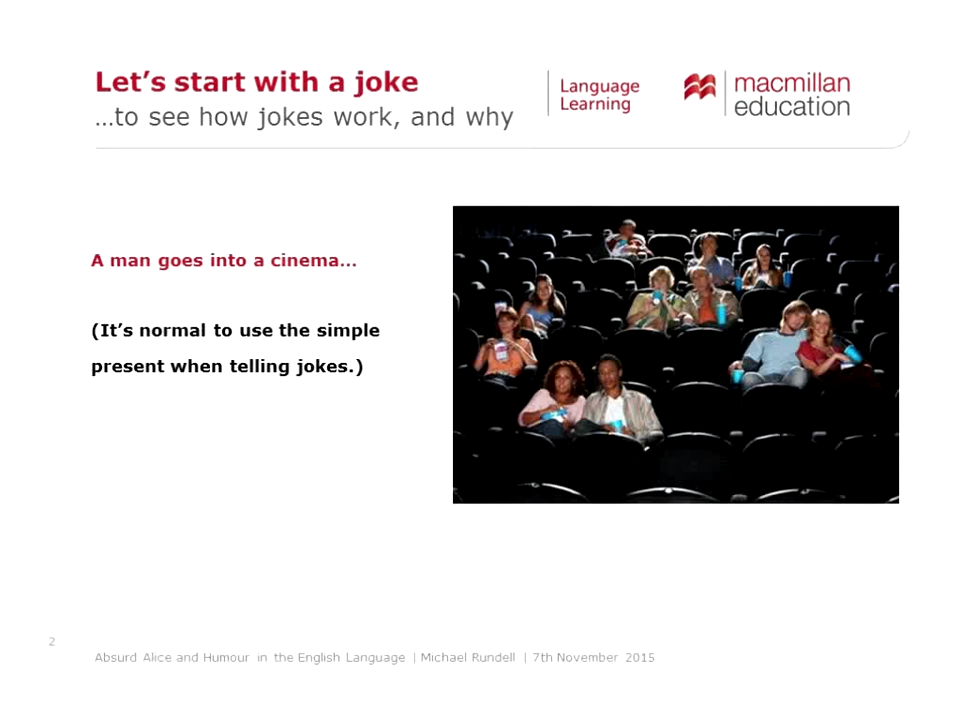 Let's start with a joke
…to see how jokes work, and why
Language
Learning
macmillan
education
A man goes into a cinema…
(It's normal to use the simple
present when telling jokes.)
2
Absurd Alice and Humour in the English Language | Michael Rundell | 7th November 2015